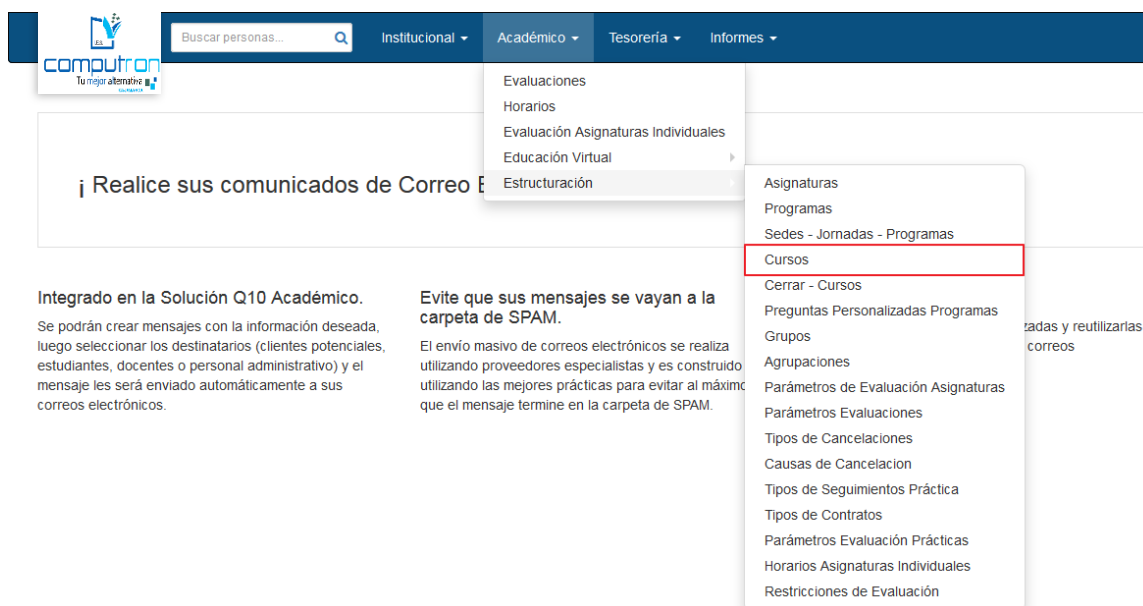 computron
Tu mejor alternativa
Buscar personas...
Institucional
Académico
Tesorería
Informes
Evaluaciones
Horarios
Evaluación Asignaturas Individuales
Educación Virtual
Estructuración
¡ Realice sus comunicados de Correo E
Asignaturas
Programas
Sedes - Jornadas - Programas
Cursos
Cerrar - Cursos
Preguntas Personalizadas Programas
Grupos
Agrupaciones
Parámetros de Evaluación Asignaturas
Parámetros Evaluaciones
Tipos de Cancelaciones
Causas de Cancelacion
Tipos de Seguimientos Práctica
Tipos de Contratos
Parámetros Evaluación Prácticas
Horarios Asignaturas Individuales
Restricciones de Evaluación
Integrado en la Solución Q10 Académico.
Se podrán crear mensajes con la información deseada,
luego seleccionar los destinatarios (clientes potenciales,
estudiantes, docentes o personal administrativo) y el
mensaje les será enviado automáticamente a sus
correos electrónicos.
Evite que sus mensajes se vayan a la
carpeta de SPAM.
El envío masivo de correos electrónicos se realiza
utilizando proveedores especialistas y es construido
utilizando las mejores prácticas para evitar al máximo
que el mensaje termine en la carpeta de SPAM.
zadas y reutilizarlas
correos